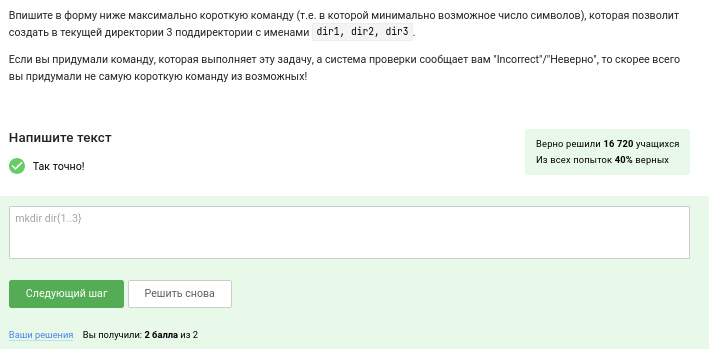 Впишите в форму ниже максимально короткую команду (т.е. в которой минимально возможное число символов), которая позволит
создать в текущей директории 3 поддиректории с именами dir1, dir2, dir3.
Если вы придумали команду, которая выполняет эту задачу, а система проверки сообщает вам "Incorrect"/"Неверно", то скорее всего
вы придумали не самую короткую команду из возможных!
Напишите текст
Верно решили 16 720 учащихся
Из всех попыток 40% верных
Так точно!
mkdir dir{1..3}
Следующий шаг
Решить снова
Ваши решения Вы получили: 2 балла из 2